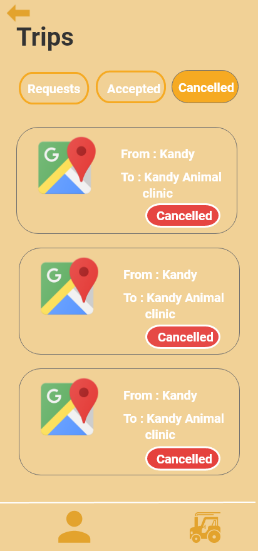 Trips
Requests Accepted Cancelled
G
From : Kandy
To : Kandy Animal
clinic
Cancelled
G
From : Kandy
To : Kandy Animal
clinic
Cancelled
G
From : Kandy
To : Kandy Animal
clinic
Cancelled